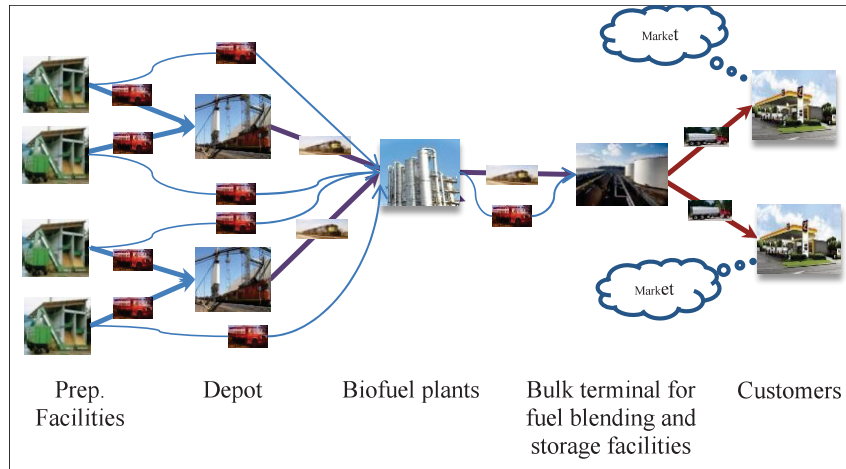 Market
Market
Prep.
Facilities
Depot
Biofuel plants
Bulk terminal for
fuel blending and
storage facilities
Customers